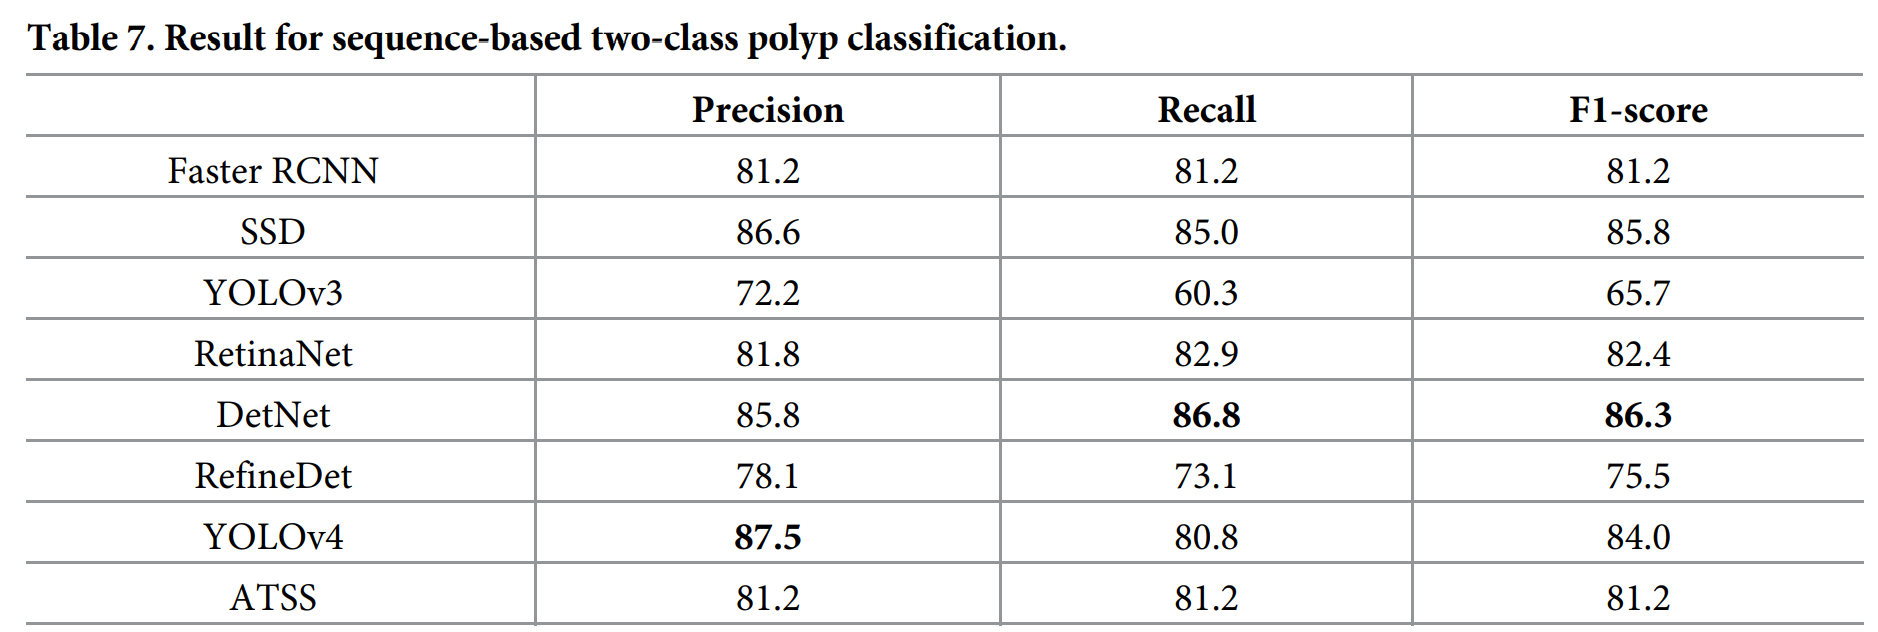 Table 7. Result for sequence-based two-class polyp classification.
Precision Recall F1-score
Faster RCNN 81.2 81.2 81.2
SSD 86.6 85.0 85.8
YOLOv3 72.2 60.3 65.7
RetinaNet 81.8 82.9 82.4
DetNet 85.8 86.8 86.3
RefineDet 78.1 73.1 75.5
YOLOv4 87.5 80.8 84.0
ATSS 81.2 81.2 81.2